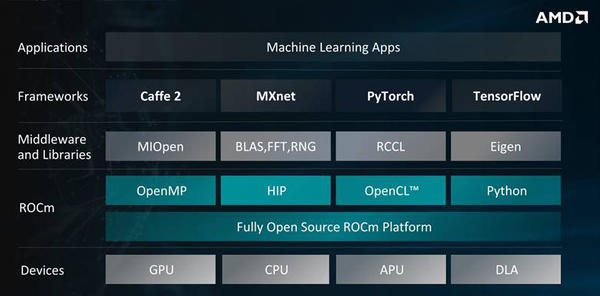 AMD
Applications
Machine Learning Apps
Frameworks
Caffe 2
MXnet
PyTorch
TensorFlow
Middleware
and Libraries
MIOpen
BLAS,FFT,RNG
RCCL
Eigen
ROCm
OpenMP
HIP
OpenCL™
Python
Fully Open Source ROCm Platform
Devices
GPU
CPU
APU
DLA